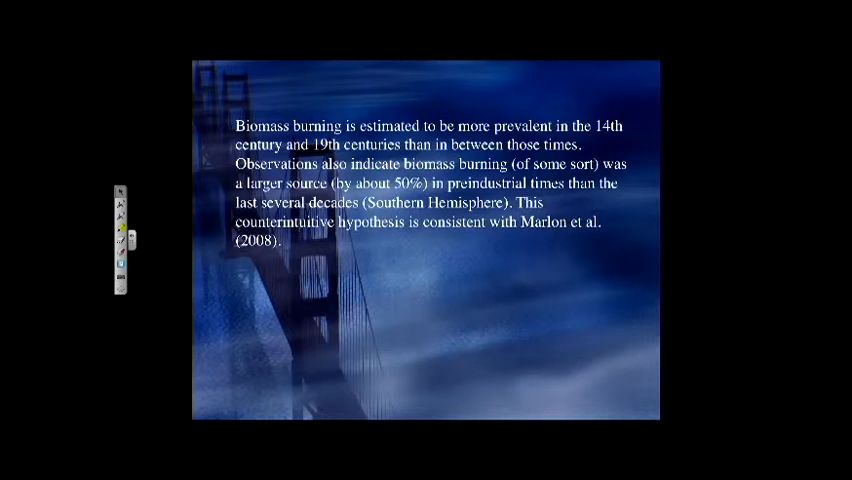 Biomass burning is estimated to be more prevalent in the 14th
century and 19th centuries than in between those times.
Observations also indicate biomass burning (of some sort) was
a larger source (by about 50%) in preindustrial times than the
last several decades (Southern Hemisphere). This
counterintuitive hypothesis is consistent with Marlon et al.
(2008).